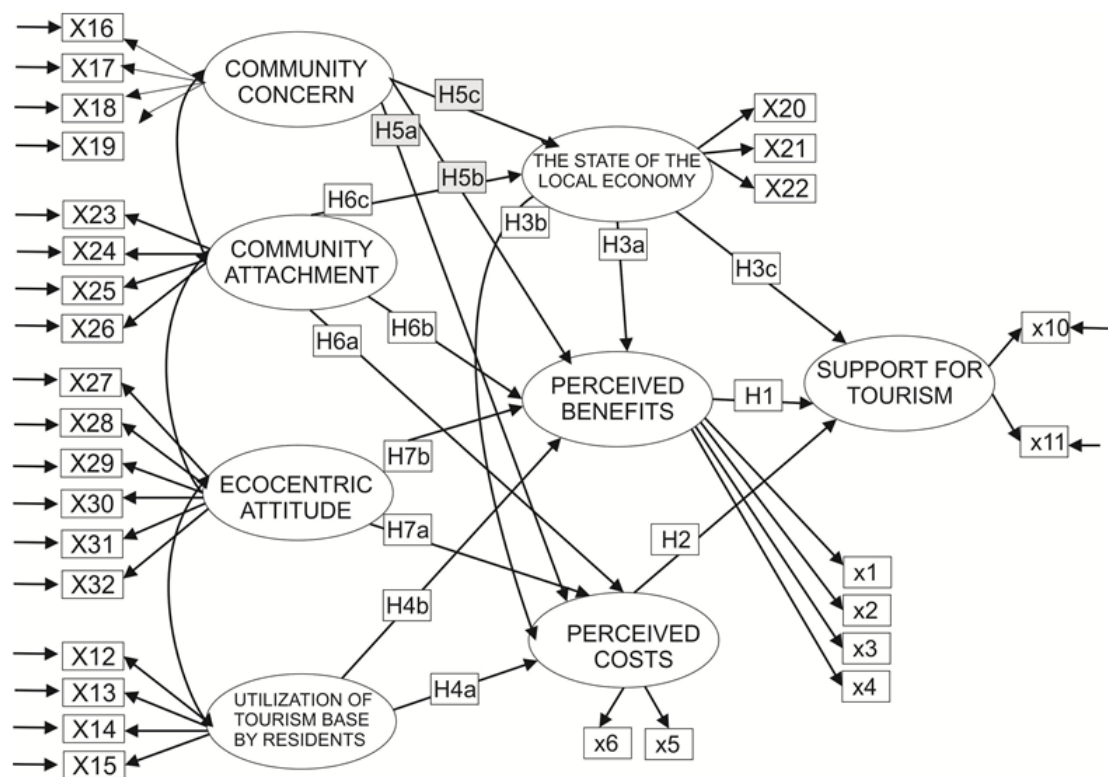 X16
X17
X18
X19
COMMUNITY
CONCERN
H5c
H5a
H5b
THE STATE OF THE
LOCAL ECONOMY
X20
X21
X22
X23
X24
X25
X26
COMMUNITY
ATTACHMENT
H6c
H6b
H6a
H3b
H3a
H3c
X27
X28
X29
X30
X31
X32
ECOCENTRIC
ATTITUDE
H7b
H7a
PERCEIVED
BENEFITS
H1
SUPPORT FOR
TOURISM
x10
x11
H2
x1
x2
x3
x4
X12
X13
X14
X15
UTILIZATION OF
TOURISM BASE
BY RESIDENTS
H4b
H4a
PERCEIVED
COSTS
x6
x5